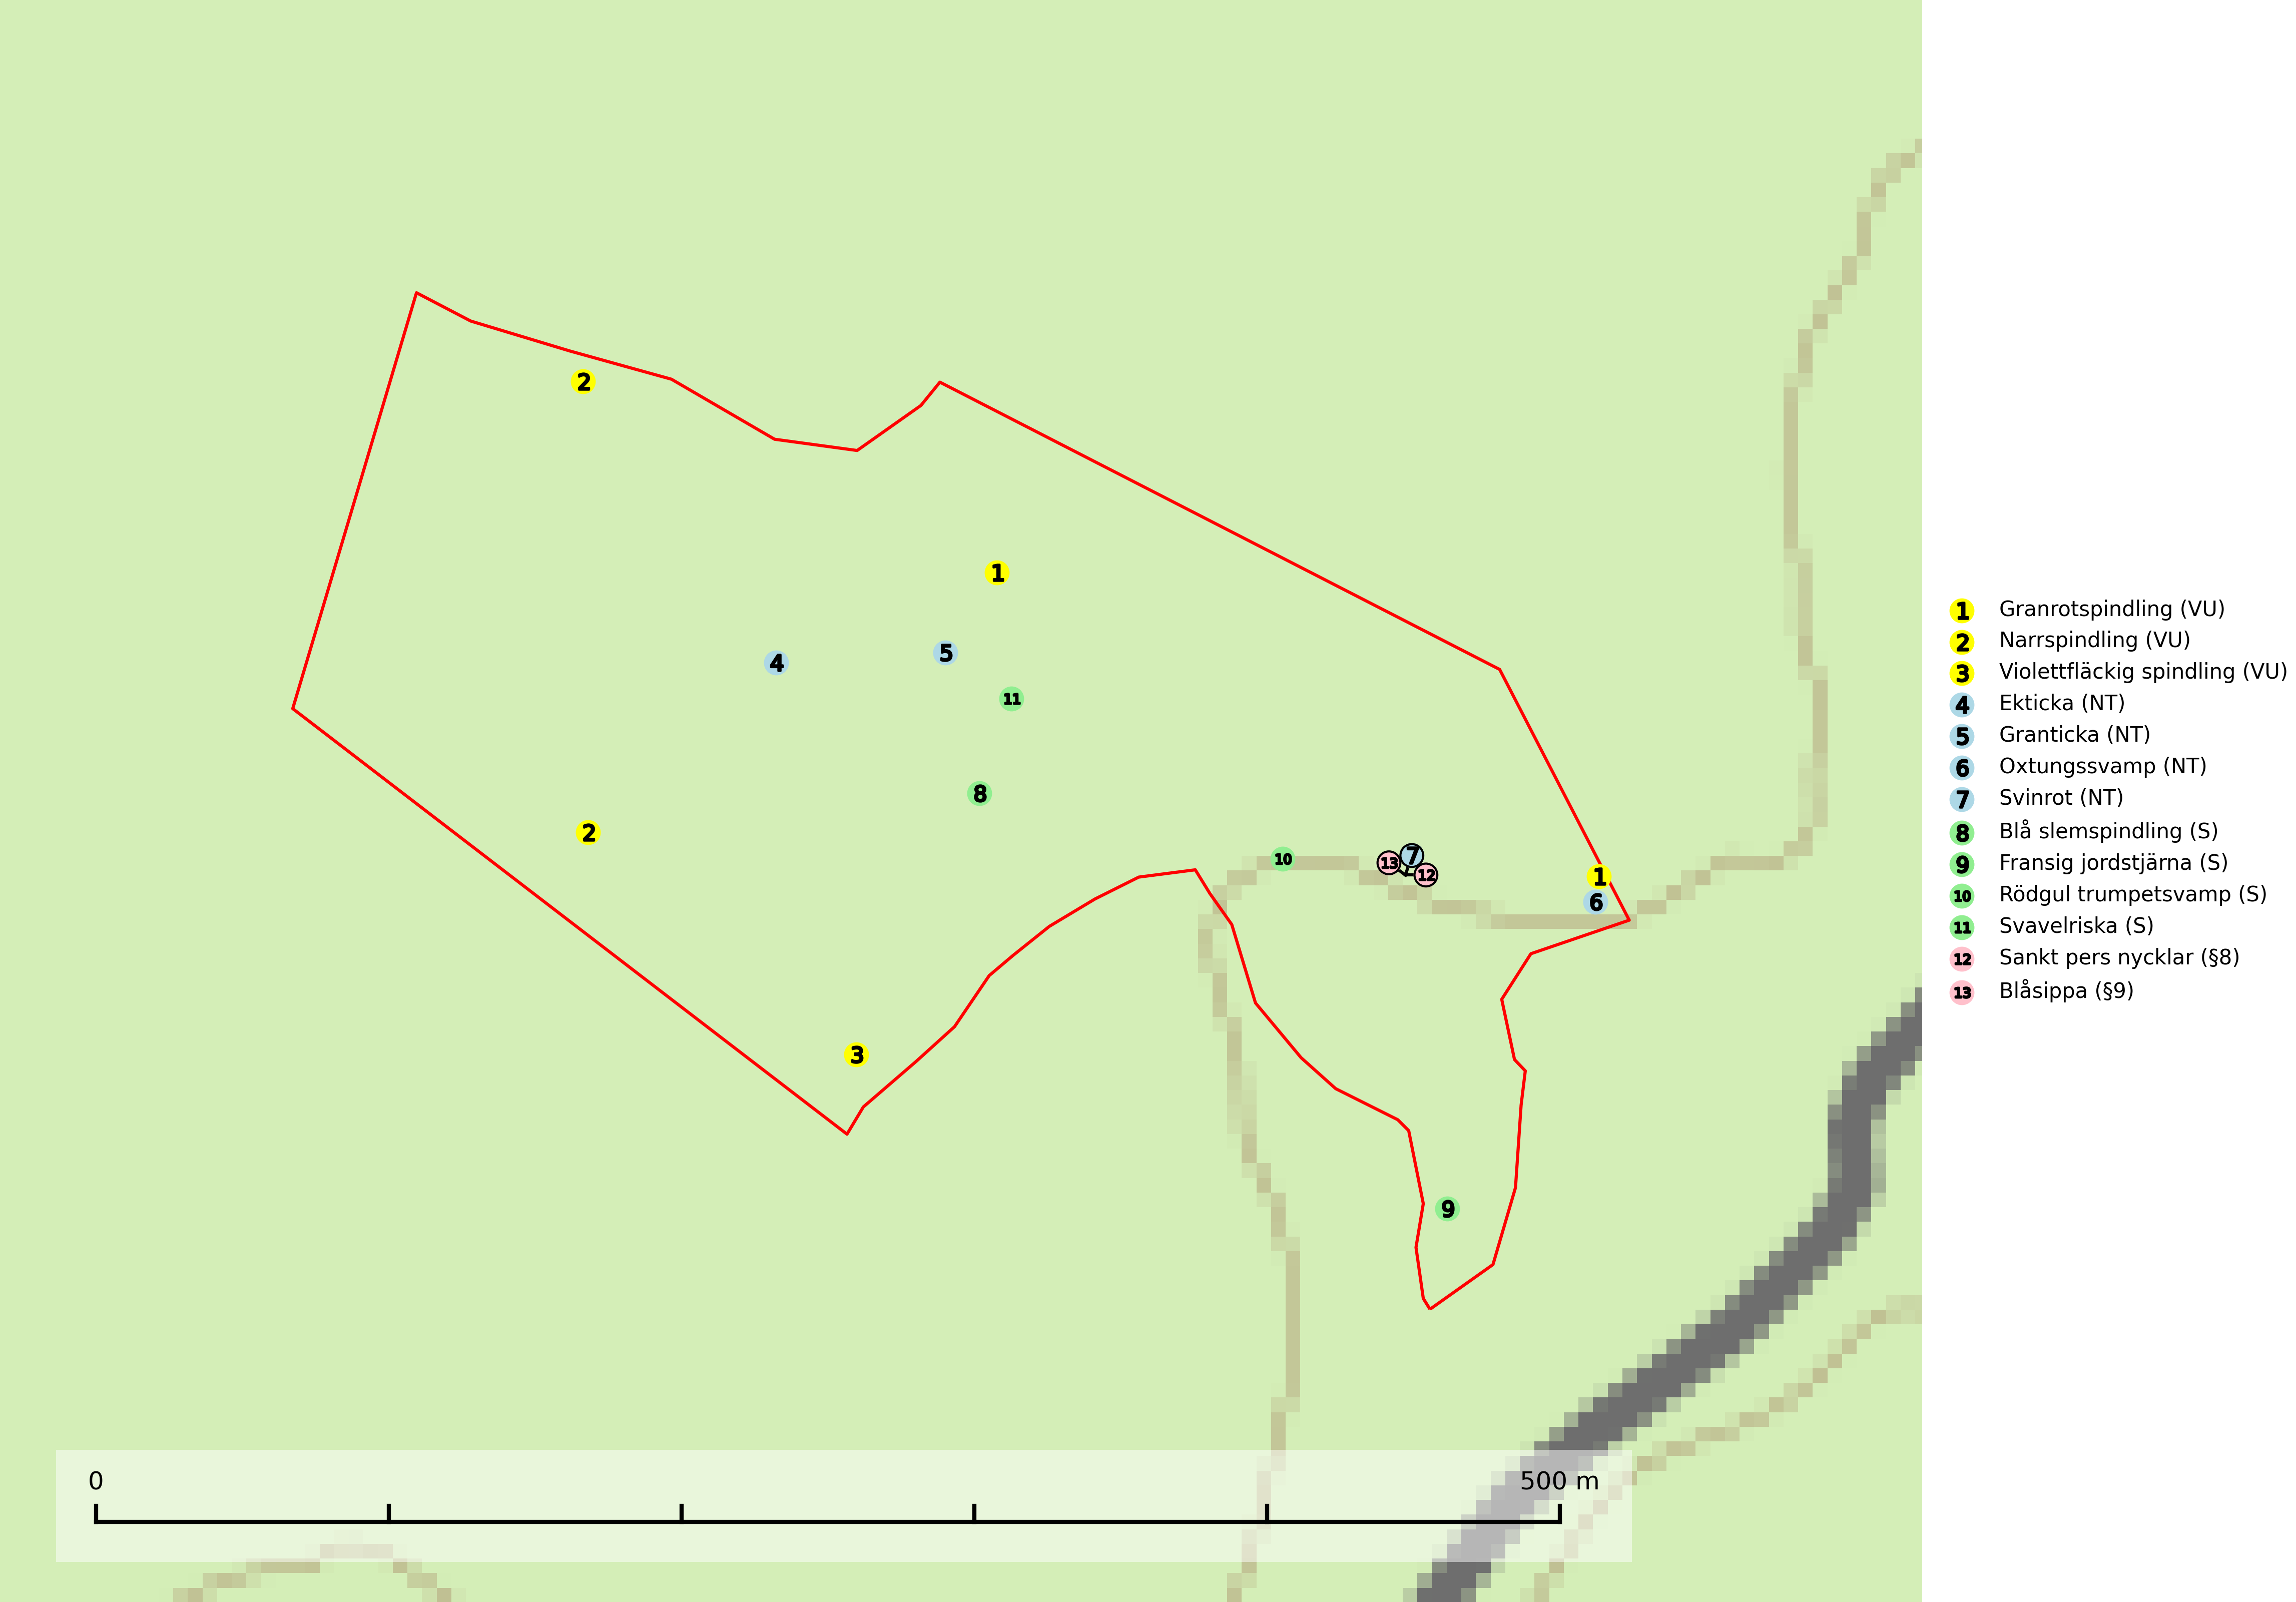 2
1
4
5
11
8
2
10
13
7
12
1
6
3
9
1 Granrotspindling (VU)
2 Narrspindling (VU)
3 Violettfläckig spindling (VU)
4 Ekticka (NT)
5 Granticka (NT)
6 Oxtungssvamp (NT)
7 Svinrot (NT)
8 Blå slemspindling (S)
9 Fransig jordstjärna (S)
10 Rödgul trumpetsvamp (S)
11 Svavelriska (S)
12 Sankt pers nycklar (§8)
13 Blåsippa (§9)
0 500 m